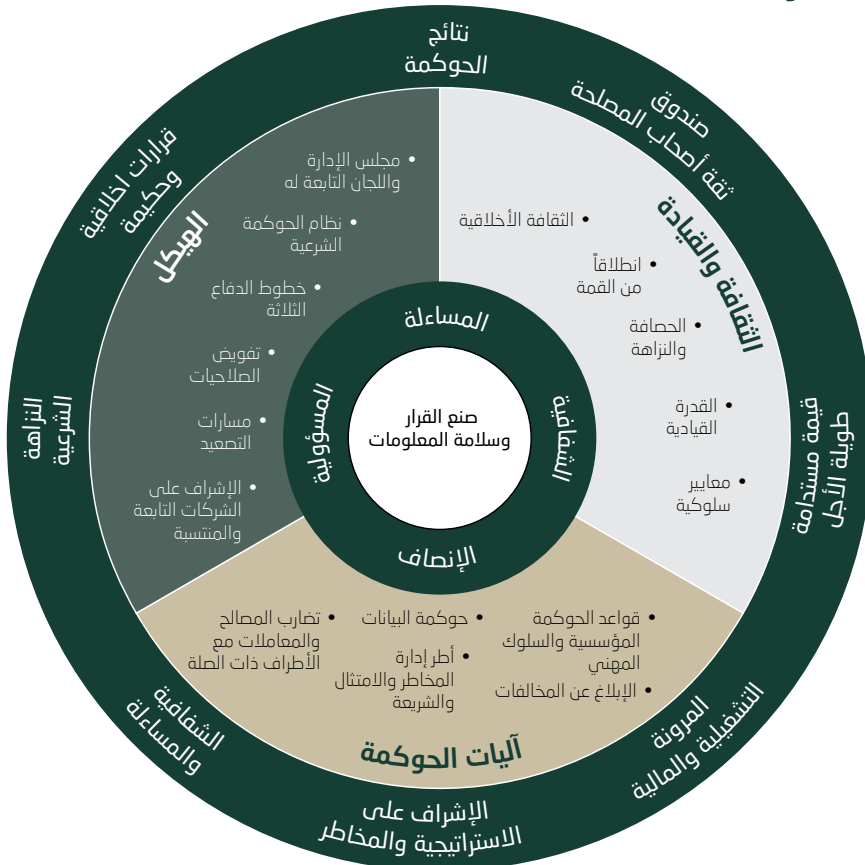 نتائج
الحوكمة
صندوق
ثقة أصحاب المصلحة
قيمة مستدامة
طويلة الأجل
المرونة
التشغيلية والمالية
الإشراف على
الاستراتيجية والمخاطر
الشفافية
والمساءلة
النزاهة
الشرعية
قرارات اخلاقية
وحكيمة
الثقافة والقيادة
• الثقافة الأخلاقية
• انطلاقاً
من القمة
• الحصافة
والنزاهة
• القدرة
القيادية
• معايير
سلوكية
الهيكل
• مجلس الإدارة
واللجان التابعة له
• نظام الحوكمة
الشرعية
• خطوط الدفاع
الثلاثة
• تفويض
الصلاحيات
• مسارات
التصعيد
• الإشراف على
الشركات التابعة
والمنتسبة
المساءلة
الشفافية
الإنصاف
المسؤولية
صنع القرار
وسلامة المعلومات
• قواعد الحوكمة
المؤسسية والسلوك
المهني
• الإبلاغ عن المخالفات
• حوكمة البيانات
• أطر إدارة
المخاطر والامتثال
والشريعة
• تضارب المصالح
والمعاملات مع
الأطراف ذات الصلة
آليات الحوكمة